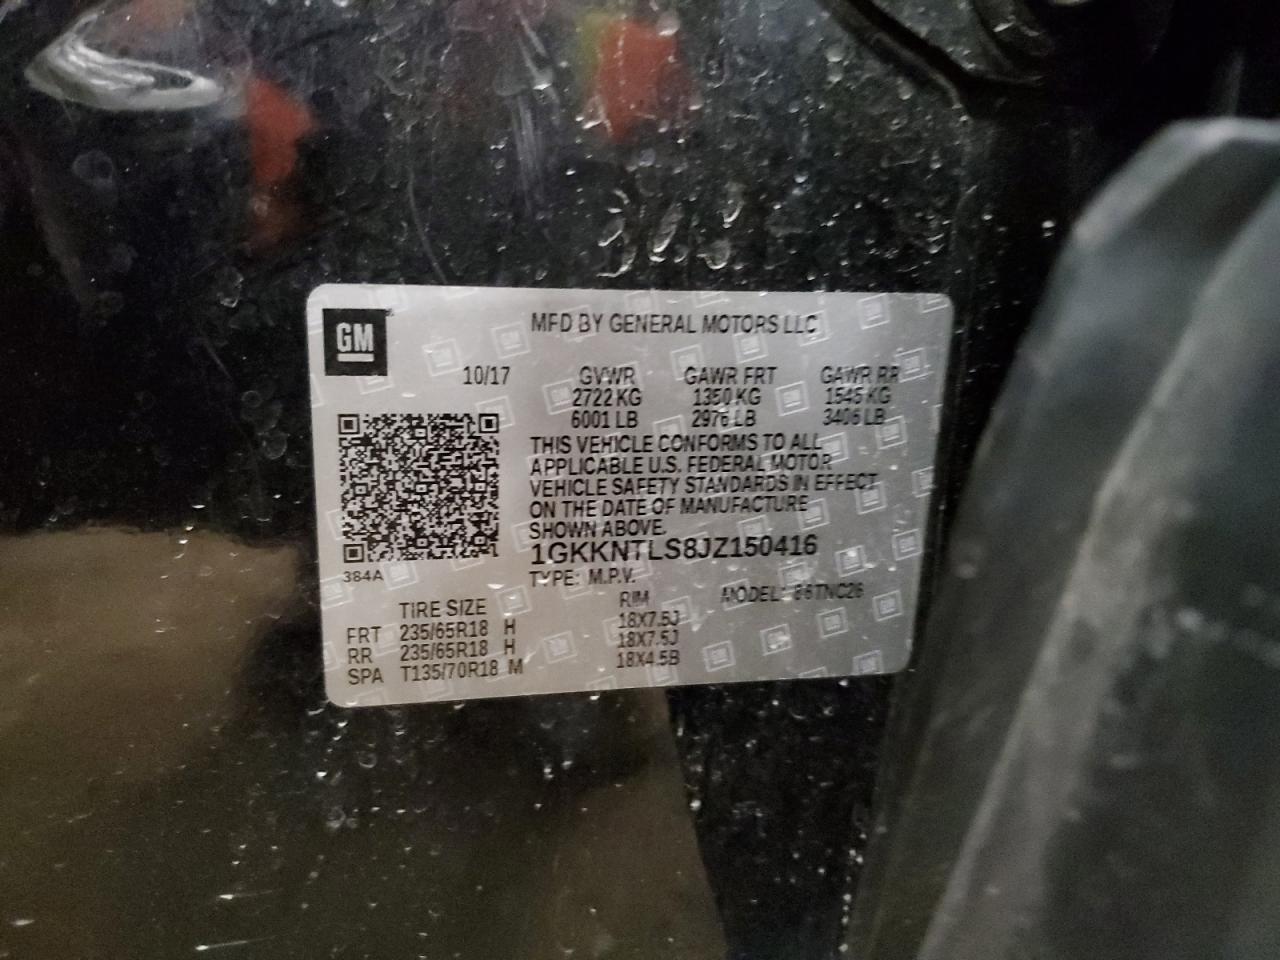 GM
MFD BY GENERAL MOTORS LLC
10/17 GVWR GAWR FRT GAWR RR
2722 KG 1350 KG 1545 KG
6001 LB 2976 LB 3406 LB
THIS VEHICLE CONFORMS TO ALL
APPLICABLE U.S. FEDERAL MOTOR
VEHICLE SAFETY STANDARDS IN EFFECT
ON THE DATE OF MANUFACTURE
SHOWN ABOVE.
1GKKNTLS8JZ150416
384A
TYPE: M.P.V. MODEL:
TIRE SIZE RIM
FRT 235/65R18 H 18X7.5J
RR 235/65R18 H 18X7.5J
SPA T135/70R18 M 18X4.5B